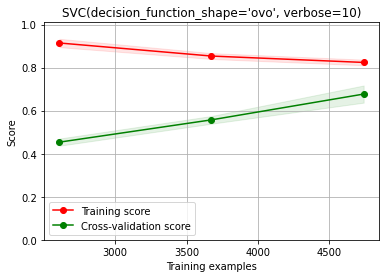 SVC(decision_function_shape='ovo', verbose=10)
1.0
0.8
0.6
0.4
0.2
0.0
Score
Training score
Cross-validation score
3000 3500 4000 4500
Training examples